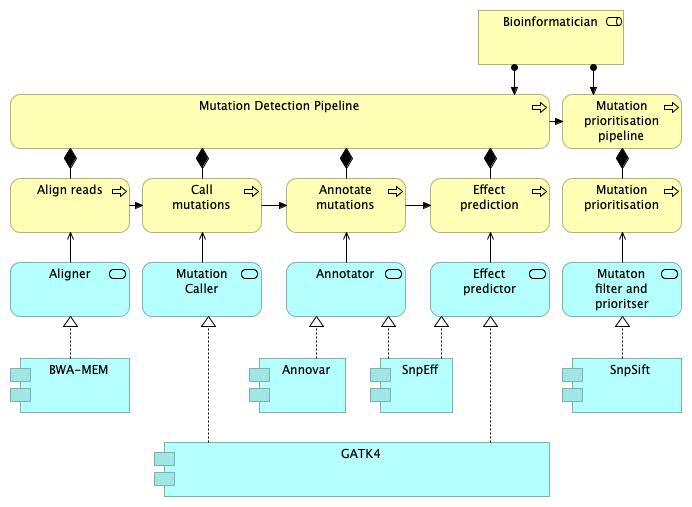 Bioinformatician
Mutation Detection Pipeline
Mutation
prioritisation
pipeline
Align reads
Call
mutations
Annotate
mutations
Effect
prediction
Mutation
prioritisation
Aligner
Mutation
Caller
Annotator
Effect
predictor
Mutaton
filter and
prioritser
BWA-MEM
Annovar
SnpEff
SnpSift
GATK4